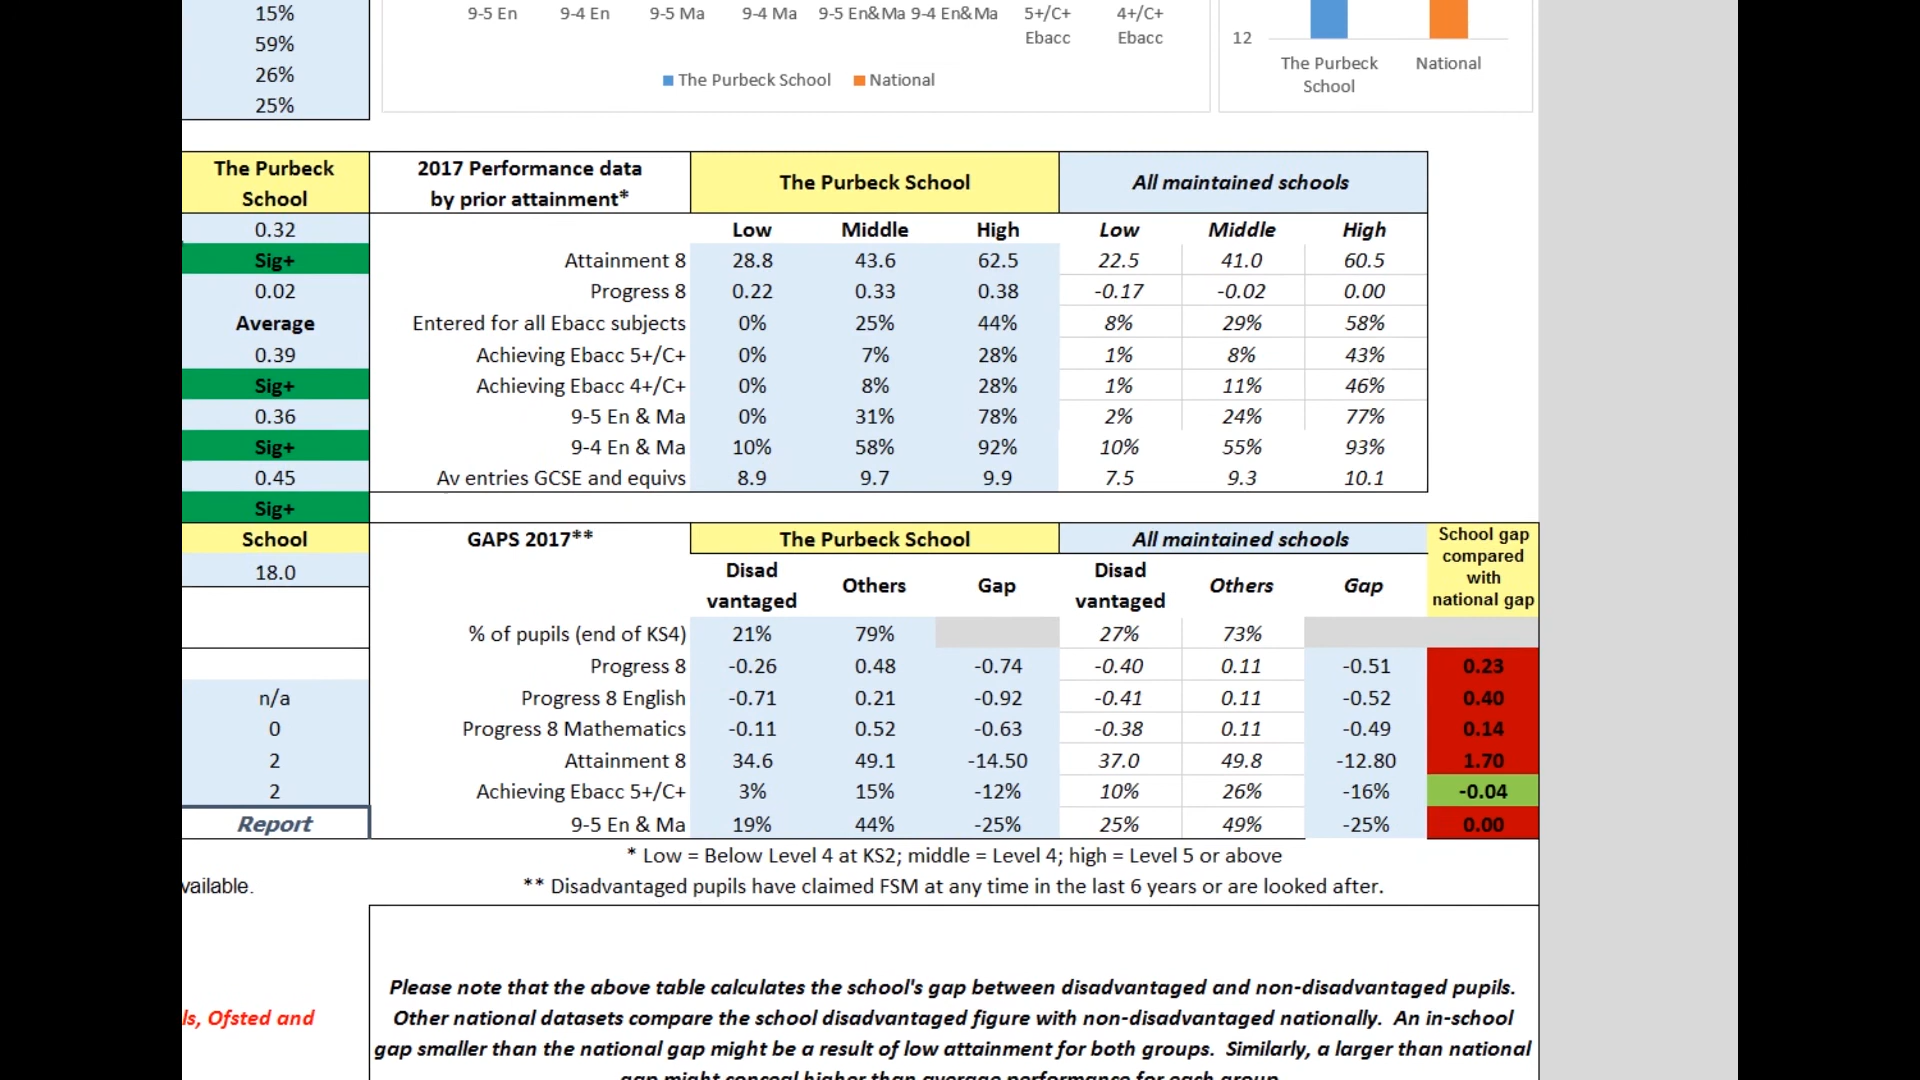 15%
59%
26%
25%
9-5 En 9-4 En 9-5 Ma 9-4 Ma 9-5 En&Ma 9-4 En&Ma 5+/C+ Ebacc 4+/C+ Ebacc
The Purbeck School National
12
The Purbeck School National
The Purbeck School
0.32
Sig+
0.02
Average
0.39
Sig+
0.36
Sig+
0.45
Sig+
School
18.0
n/a
0
2
2
Report
vailable.
ls, Ofsted and
2017 Performance data by prior attainment* The Purbeck School All maintained schools
Low Middle High Low Middle High
Attainment 8 28.8 43.6 62.5 22.5 41.0 60.5
Progress 8 0.22 0.33 0.38 -0.17 -0.02 0.00
Entered for all Ebacc subjects 0% 25% 44% 8% 29% 58%
Achieving Ebacc 5+/C+ 0% 7% 28% 1% 8% 43%
Achieving Ebacc 4+/C+ 0% 8% 28% 1% 11% 46%
9-5 En & Ma 0% 31% 78% 2% 24% 77%
9-4 En & Ma 10% 58% 92% 10% 55% 93%
Av entries GCSE and equivs 8.9 9.7 9.9 7.5 9.3 10.1
GAPS 2017** The Purbeck School All maintained schools School gap compared with national gap
Disad vantaged Others Gap Disad vantaged Others Gap
% of pupils (end of KS4) 21% 79% 27% 73%
Progress 8 -0.26 0.48 -0.74 -0.40 0.11 -0.51 0.23
Progress 8 English -0.71 0.21 -0.92 -0.41 0.11 -0.52 0.40
Progress 8 Mathematics -0.11 0.52 -0.63 -0.38 0.11 -0.49 0.14
Attainment 8 34.6 49.1 -14.50 37.0 49.8 -12.80 1.70
Achieving Ebacc 5+/C+ 3% 15% -12% 10% 26% -16% -0.04
9-5 En & Ma 19% 44% -25% 25% 49% -25% 0.00
* Low = Below Level 4 at KS2; middle = Level 4; high = Level 5 or above
** Disadvantaged pupils have claimed FSM at any time in the last 6 years or are looked after.
Please note that the above table calculates the school's gap between disadvantaged and non-disadvantaged pupils.
Other national datasets compare the school disadvantaged figure with non-disadvantaged nationally. An in-school
gap smaller than the national gap might be a result of low attainment for both groups. Similarly, a larger than national
gap might conceal higher than average performance for each group.